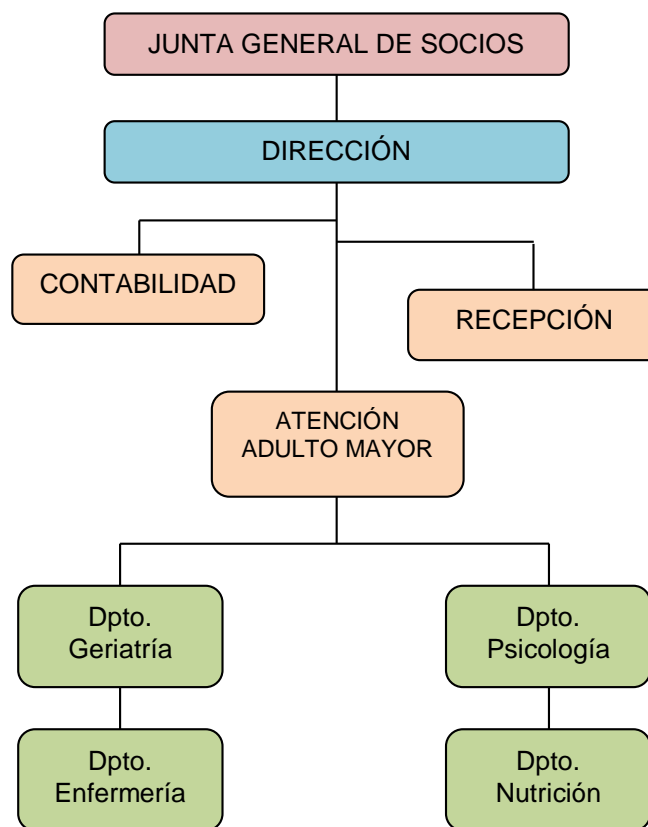 JUNTA GENERAL DE SOCIOS
DIRECCIÓN
CONTABILIDAD
RECEPCIÓN
ATENCIÓN
ADULTO MAYOR
Dpto.
Geriatría
Dpto.
Psicología
Dpto.
Enfermería
Dpto.
Nutrición